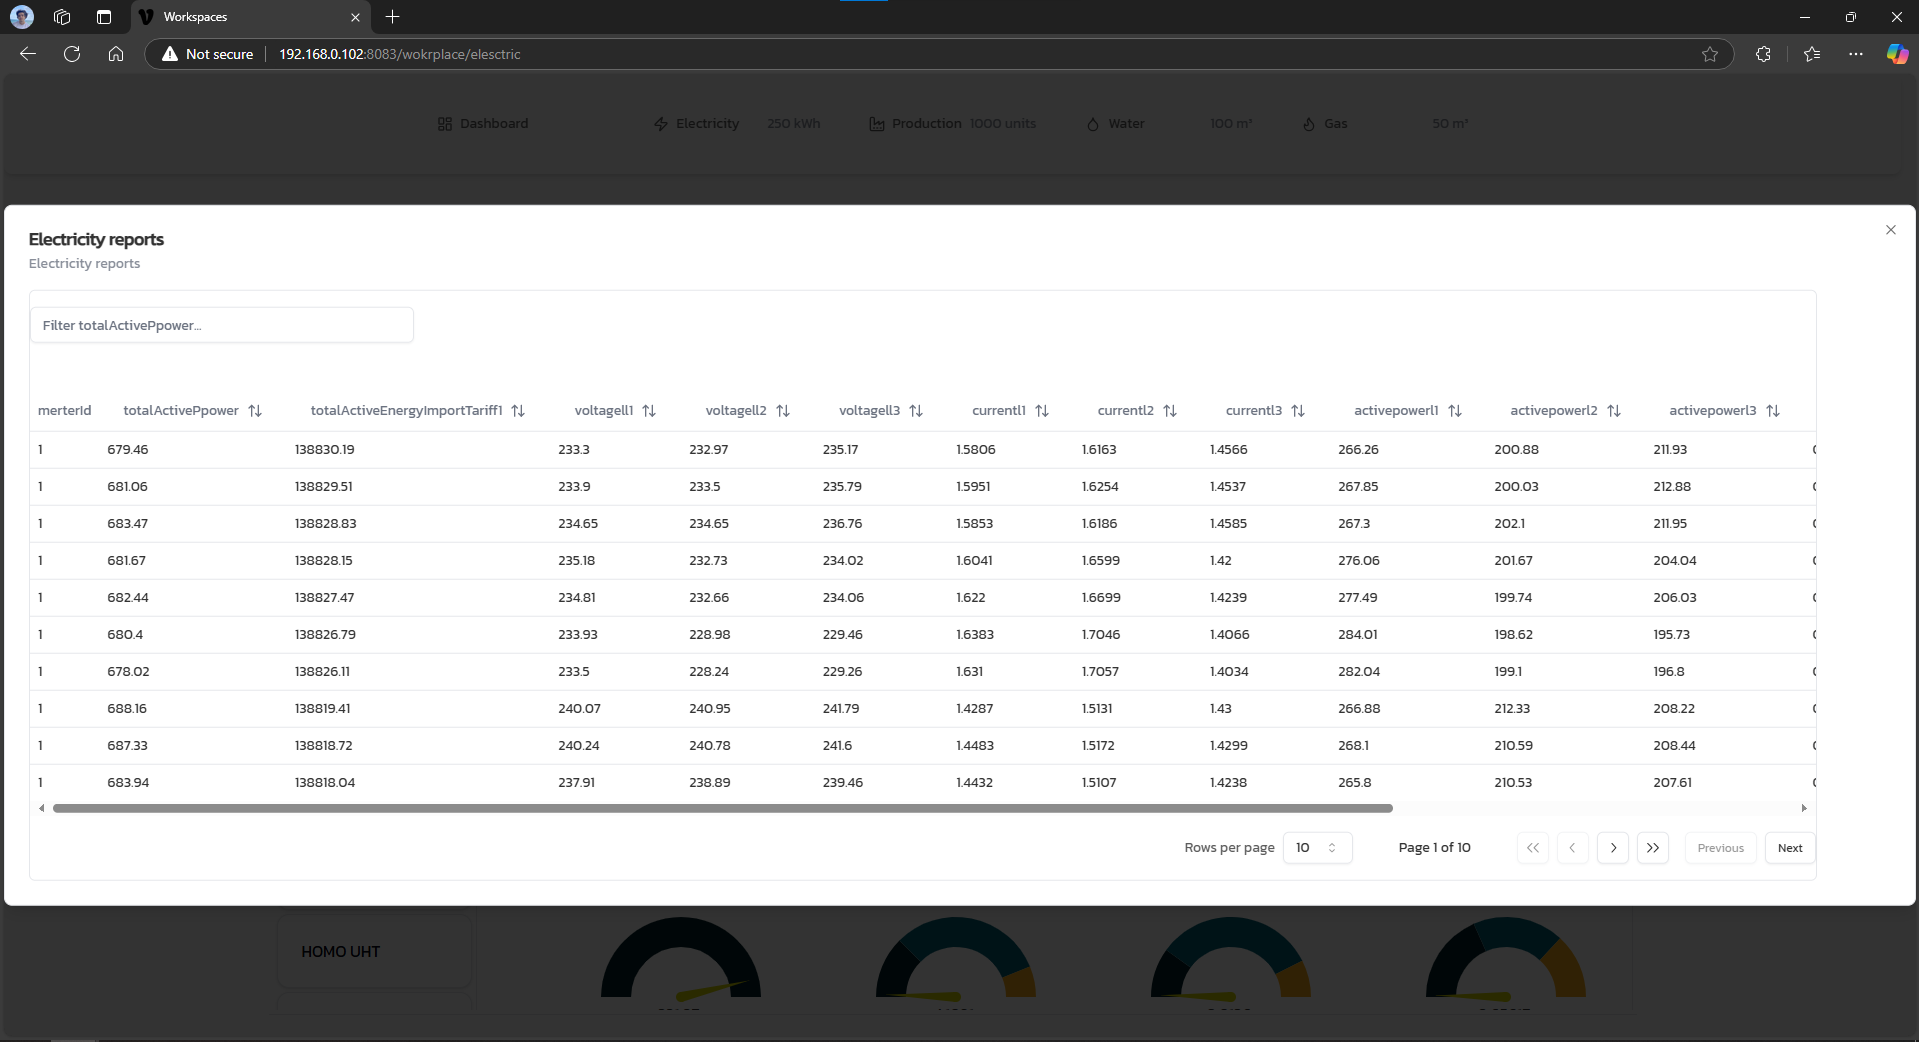 Workspaces
Not secure 192.168.0.102:8083/wokrplace/elesctric
Dashboard Electricity 250 kWh Production 1000 units Water 100 m³ Gas 50 m³
Electricity reports
Electricity reports
Filter totalActivePpower...
merterId totalActivePpower totalActiveEnergyImportTariff1 voltagell1 voltagell2 voltagell3 currentl1 currentl2 currentl3 activepowerl1 activepowerl2 activepowerl3
1 679.46 138830.19 233.3 232.97 235.17 1.5806 1.6163 1.4566 266.26 200.88 211.93
1 681.06 138829.51 233.9 233.5 235.79 1.5951 1.6254 1.4537 267.85 200.03 212.88
1 683.47 138828.83 234.65 234.65 236.76 1.5853 1.6186 1.4585 267.3 202.1 211.95
1 681.67 138828.15 235.18 232.73 234.02 1.6041 1.6599 1.42 276.06 201.67 204.04
1 682.44 138827.47 234.81 232.66 234.06 1.622 1.6699 1.4239 277.49 199.74 206.03
1 680.4 138826.79 233.93 228.98 229.46 1.6383 1.7046 1.4066 284.01 198.62 195.73
1 678.02 138826.11 233.5 228.24 229.26 1.631 1.7057 1.4034 282.04 199.1 196.8
1 688.16 138819.41 240.07 240.95 241.79 1.4287 1.5131 1.43 266.88 212.33 208.22
1 687.33 138818.72 240.24 240.78 241.6 1.4483 1.5172 1.4299 268.1 210.59 208.44
1 683.94 138818.04 237.91 238.89 239.46 1.4432 1.5107 1.4238 265.8 210.53 207.61
Rows per page 10 Page 1 of 10 Previous Next
HOMO UHT